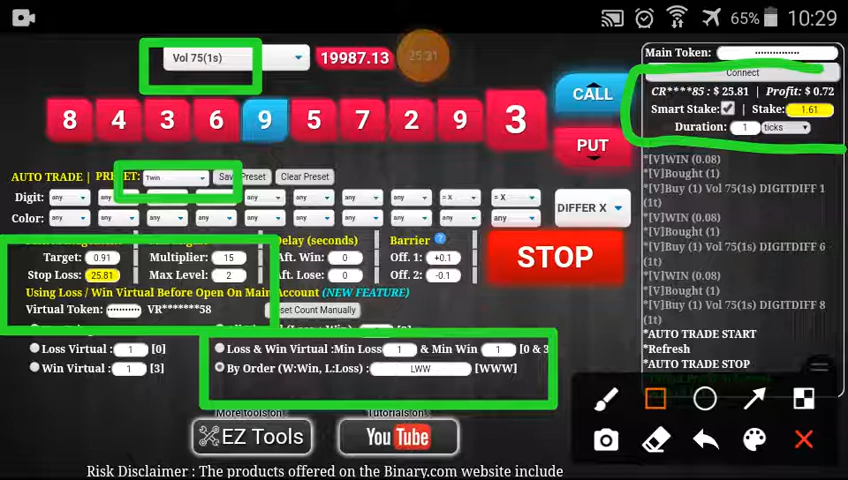 65% 10:29
Vol 75(1s) 19987.13 25:31
Main Token: ···············
Connect
CR****85 : $ 25.81 | Profit: $ 0.72
Smart Stake: | Stake: 1.61
Duration: 1 ticks
8 4 3 6 9 5 7 2 9 3
CALL
PUT
AUTO TRADE | PRESET: Twin Save Preset Clear Preset
Digit: any any any any any any any any = X = X
Color: any any any any any any any any = X any
DIFFER X
Delay (seconds) Barrier ?
Target: 0.91 Multiplier: 15 Aft. Win: 0 Off. 1: +0.1
Stop Loss: 25.81 Max Level: 2 Aft. Lose: 0 Off. 2: -0.1
STOP
Using Loss / Win Virtual Before Open On Main Account (NEW FEATURE)
Virtual Token: ··········· VR*******58 Reset Count Manually
Loss Virtual : 1 [0] Loss & Win Virtual :Min Loss 1 & Min Win 1 [0 & 3
Win Virtual : 1 [3] By Order (W:Win, L:Loss) : LWW [WWW]
*[V]WIN (0.08)
*[V]Bought (1)
*[V]Buy (1) Vol 75(1s) DIGITDIFF 1
(1t)
*[V]WIN (0.08)
*[V]Bought (1)
*[V]Buy (1) Vol 75(1s) DIGITDIFF 6
(1t)
*[V]WIN (0.08)
*[V]Bought (1)
*[V]Buy (1) Vol 75(1s) DIGITDIFF 8
(1t)
*AUTO TRADE START
*Refresh
*AUTO TRADE STOP
More tools on : Tutorials on :
EZ Tools YouTube
Risk Disclaimer : The products offered on the Binary.com website include